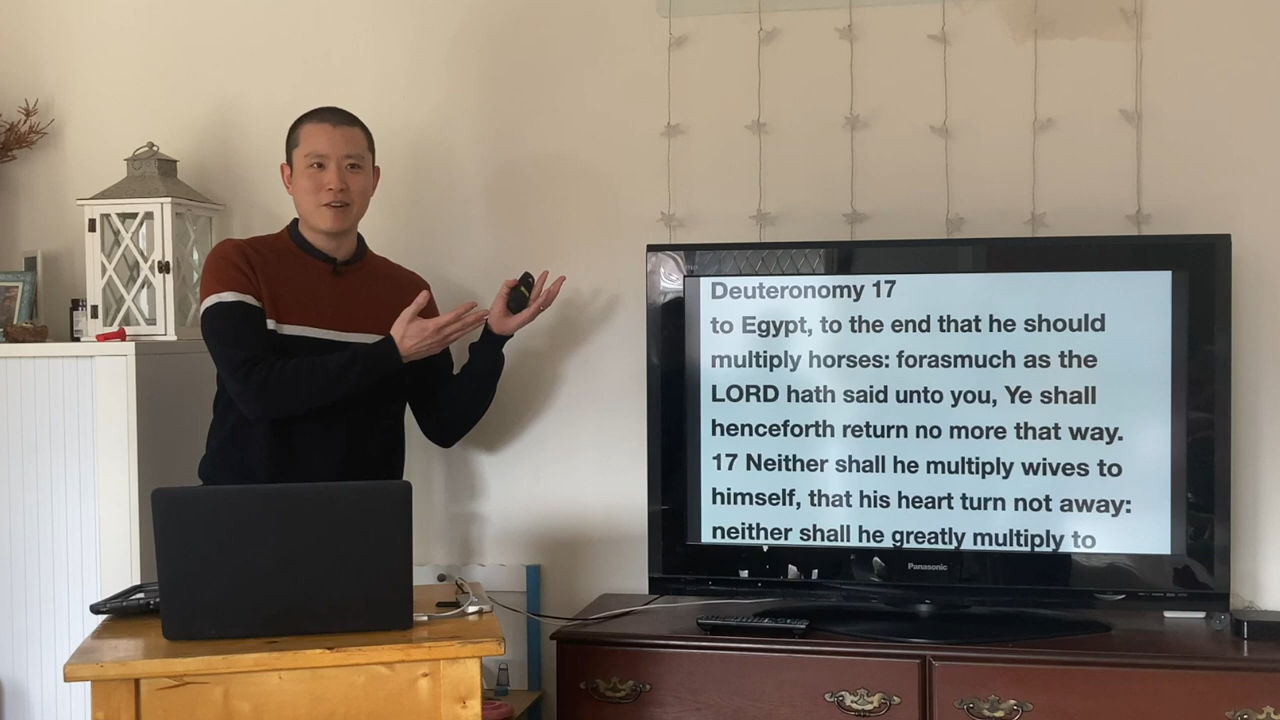 Deuteronomy 17
to Egypt, to the end that he should
multiply horses: forasmuch as the
LORD hath said unto you, Ye shall
henceforth return no more that way.
17 Neither shall he multiply wives to
himself, that his heart turn not away:
neither shall he greatly multiply to
Panasonic